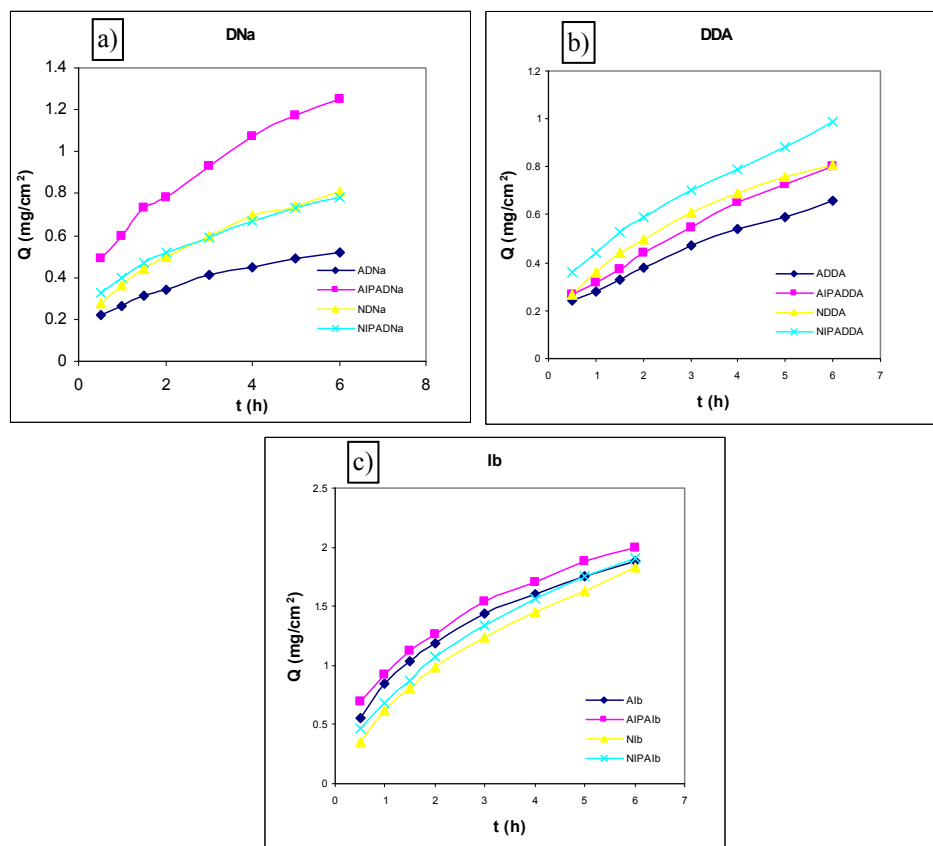 a)
DNa
Q (mg/cm²)
1.4
1.2
1
0.8
0.6
0.4
0.2
0
0 2 4 6 8
t (h)
ADNa
AIPADNa
NDNa
NIPADNa
b)
DDA
Q (mg/cm²)
1.2
1
0.8
0.6
0.4
0.2
0
0 1 2 3 4 5 6 7
t (h)
ADDA
AIPADDA
NDDA
NIPADDA
c)
Ib
Q (mg/cm²)
2.5
2
1.5
1
0.5
0
0 1 2 3 4 5 6 7
t (h)
AIb
AIPAIb
NIb
NIPAIb